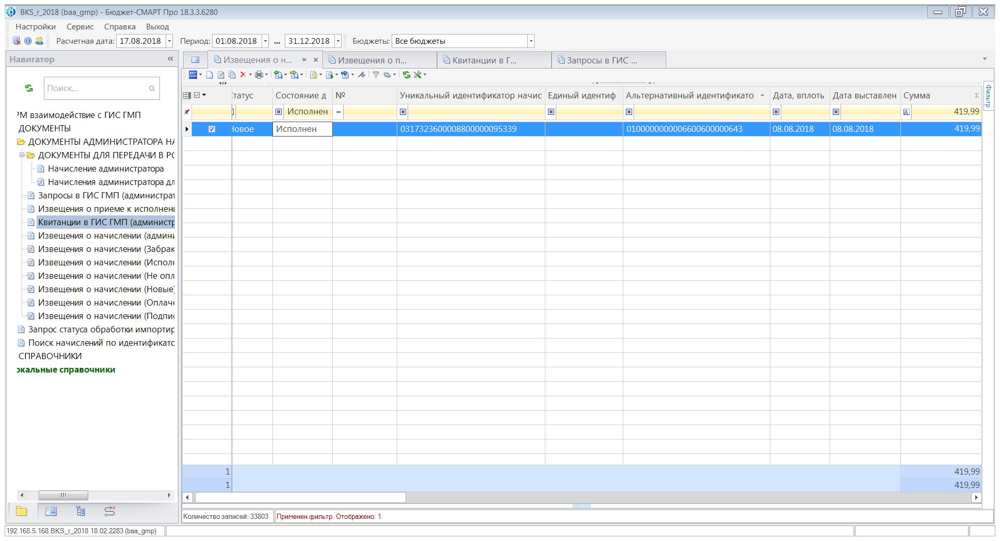 BKS_r_2018 (baa_gmp) - Бюджет-СМАРТ Про 18.3.3.6280
Настройки Сервис Справка Выход
Расчетная дата: 17.08.2018 Период: 01.08.2018 ... 31.12.2018 Бюджеты: Все бюджеты
Навигатор «
Извещения о н... Извещения о п... Квитанции в Г... Запросы в ГИС ...
Поиск...
РМ взаимодействие с ГИС ГМП
ДОКУМЕНТЫ
ДОКУМЕНТЫ АДМИНИСТРАТОРА НА
ДОКУМЕНТЫ ДЛЯ ПЕРЕДАЧИ В РС
Начисление администратора
Начисления администратора дл
Запросы в ГИС ГМП (администрат
Извещения о приеме к исполнени
Квитанции в ГИС ГМП (администр
Извещения о начислении (админи
Извещения о начислении (Забрак
Извещения о начислении (Исполн
Извещения о начислении (Не опл
Извещения о начислении (Новые)
Извещения о начислении (Оплаче
Извещения о начислении (Подпис
Запрос статуса обработки импортир
Поиск начислений по идентификатс
СПРАВОЧНИКИ
окальные справочники
татус Состояние д № Уникальный идентификатор начис Единый идентиф Альтернативный идентификато Дата, вплоть Дата выставлен Сумма Σ
Исполнен = A 419,99
Новое Исполнен 0317323600008800000095339 0100000000006600600000643 08.08.2018 08.08.2018 419,99
1 419,99
1 419,99
Фильтр
Количество записей: 33803 Применен фильтр. Отображено: 1
192.168.5.168.BKS_r_2018 18.02.2283 (baa_gmp)